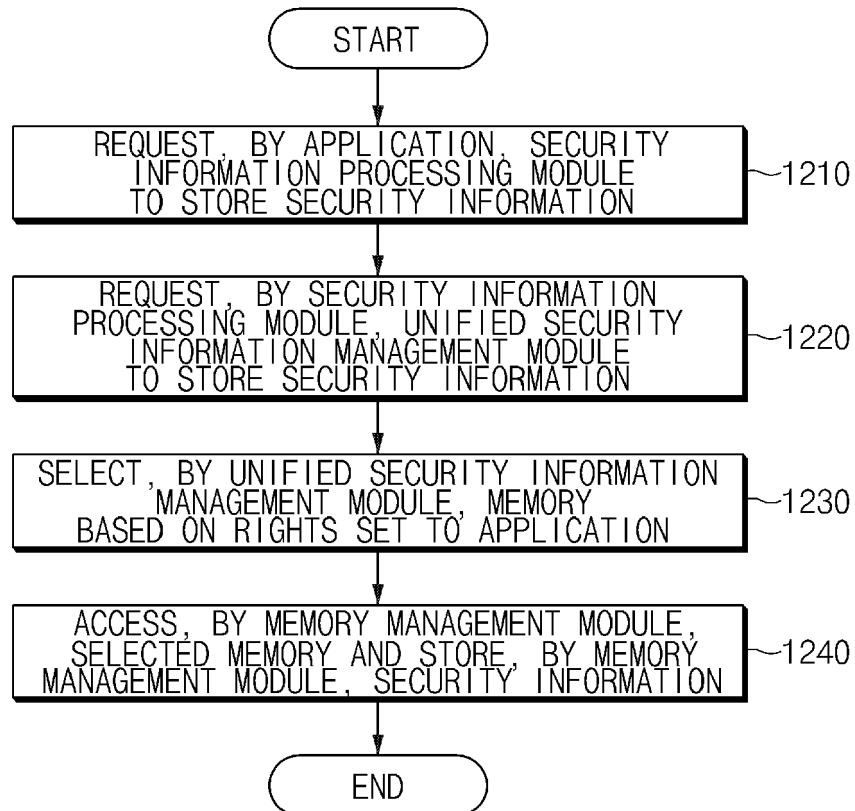 START
REQUEST, BY APPLICATION, SECURITY
INFORMATION PROCESSING MODULE
TO STORE SECURITY INFORMATION
1210
REQUEST, BY SECURITY INFORMATION
PROCESSING MODULE, UNIFIED SECURITY
INFORMATION MANAGEMENT MODULE
TO STORE SECURITY INFORMATION
1220
SELECT, BY UNIFIED SECURITY INFORMATION
MANAGEMENT MODULE, MEMORY
BASED ON RIGHTS SET TO APPLICATION
1230
ACCESS, BY MEMORY MANAGEMENT MODULE,
SELECTED MEMORY AND STORE, BY MEMORY
MANAGEMENT MODULE, SECURITY INFORMATION
1240
END